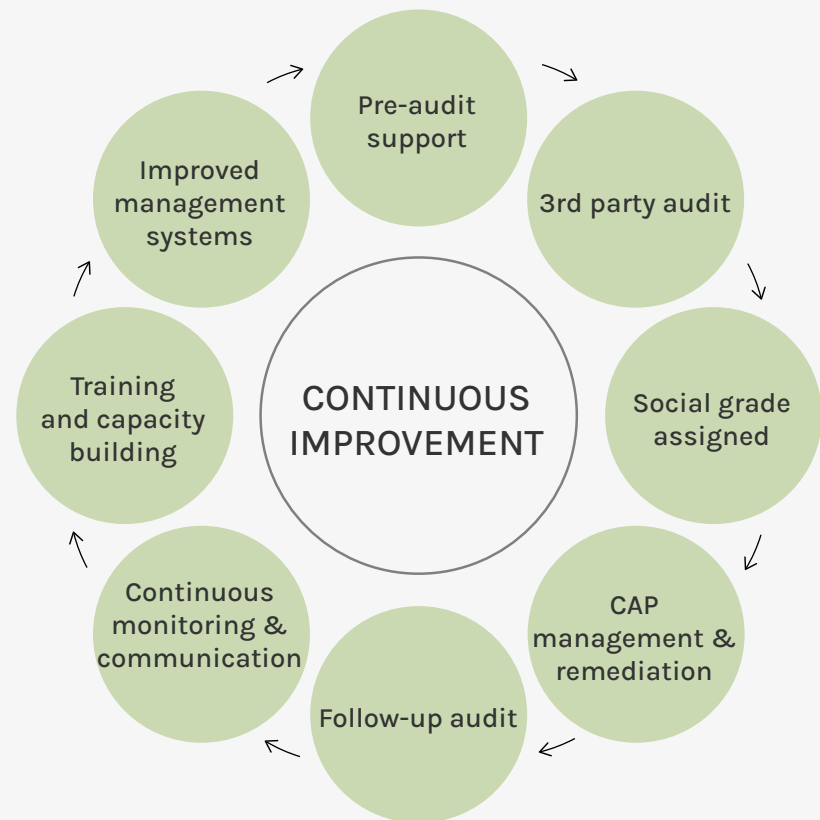 Pre-audit
support
3rd party audit
Social grade
assigned
CAP
management &
remediation
Follow-up audit
Continuous
monitoring &
communication
Training
and capacity
building
Improved
management
systems
CONTINUOUS
IMPROVEMENT